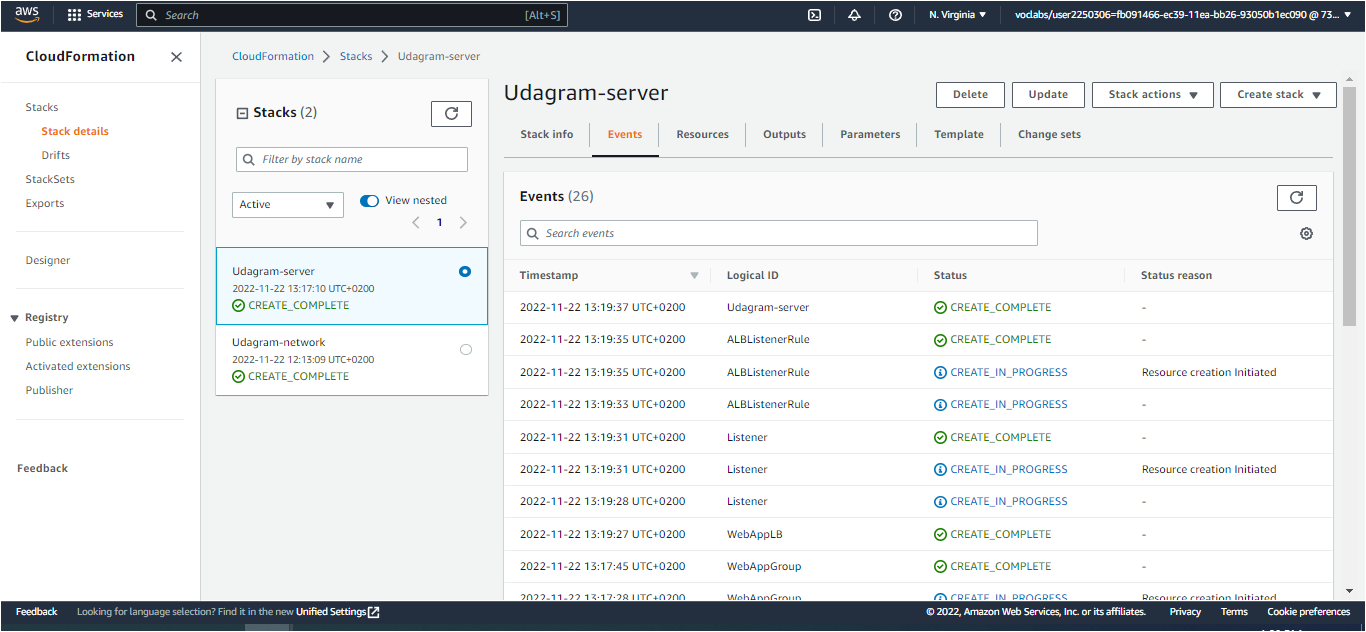 aws Services Search [Alt+S] N. Virginia voclabs/user2250306=fb091466-ec39-11ea-bb26-93050b1ec090 @ 73...
CloudFormation
Stacks
Stack details
Drifts
StackSets
Exports
Designer
Registry
Public extensions
Activated extensions
Publisher
Feedback
CloudFormation Stacks Udagram-server
Stacks (2)
Filter by stack name
Active View nested
1
Udagram-server
2022-11-22 13:17:10 UTC+0200
CREATE_COMPLETE
Udagram-network
2022-11-22 12:13:09 UTC+0200
CREATE_COMPLETE
Udagram-server
Delete Update Stack actions Create stack
Stack info Events Resources Outputs Parameters Template Change sets
Events (26)
Search events
Timestamp Logical ID Status Status reason
2022-11-22 13:19:37 UTC+0200 Udagram-server CREATE_COMPLETE -
2022-11-22 13:19:35 UTC+0200 ALBListenerRule CREATE_COMPLETE -
2022-11-22 13:19:35 UTC+0200 ALBListenerRule CREATE_IN_PROGRESS Resource creation Initiated
2022-11-22 13:19:33 UTC+0200 ALBListenerRule CREATE_IN_PROGRESS -
2022-11-22 13:19:31 UTC+0200 Listener CREATE_COMPLETE -
2022-11-22 13:19:31 UTC+0200 Listener CREATE_IN_PROGRESS Resource creation Initiated
2022-11-22 13:19:28 UTC+0200 Listener CREATE_IN_PROGRESS -
2022-11-22 13:19:27 UTC+0200 WebAppLB CREATE_COMPLETE -
2022-11-22 13:17:45 UTC+0200 WebAppGroup CREATE_COMPLETE -
2022-11-22 13:17:28 UTC+0200 WebAppGroup CREATE_IN_PROGRESS Resource creation Initiated
Feedback Looking for language selection? Find it in the new Unified Settings © 2022, Amazon Web Services, Inc. or its affiliates. Privacy Terms Cookie preferences